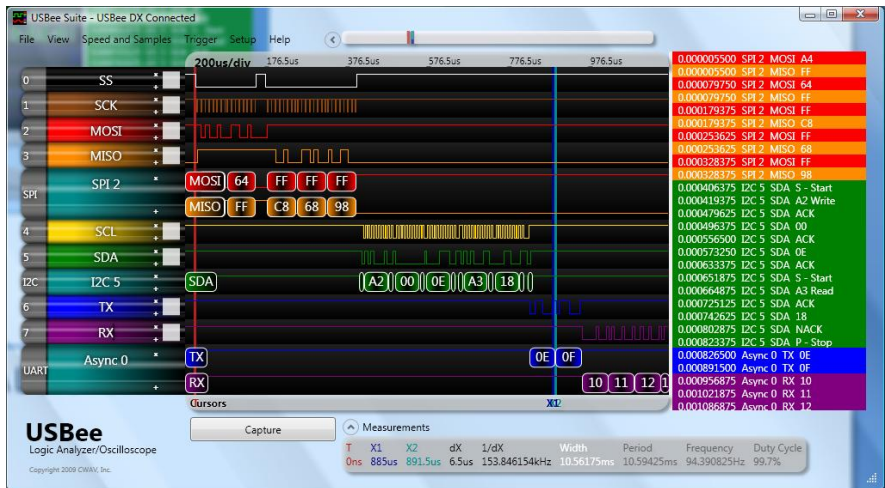 USBee Suite - USBee DX Connected
File View Speed and Samples Trigger Setup Help
200us/div 176.5us 376.5us 576.5us 776.5us 976.5us
0 SS
1 SCK
2 MOSI
3 MISO
SPI SPI 2 MOSI 64 FF FF FF
MISO FF C8 68 98
4 SCL
5 SDA
I2C I2C 5 SDA A2 00 0E A3 18
6 TX
7 RX
UART Async 0 TX 0E 0F
RX 10 11 12 1
Cursors X12
0.000005500 SPI 2 MOSI A4
0.000005500 SPI 2 MISO FF
0.000079750 SPI 2 MOSI 64
0.000079750 SPI 2 MISO FF
0.000179375 SPI 2 MOSI FF
0.000179375 SPI 2 MISO C8
0.000253625 SPI 2 MOSI FF
0.000253625 SPI 2 MISO 68
0.000328375 SPI 2 MOSI FF
0.000328375 SPI 2 MISO 98
0.000406375 I2C 5 SDA S - Start
0.000419375 I2C 5 SDA A2 Write
0.000479625 I2C 5 SDA ACK
0.000496375 I2C 5 SDA 00
0.000556500 I2C 5 SDA ACK
0.000573250 I2C 5 SDA 0E
0.000633375 I2C 5 SDA ACK
0.000651875 I2C 5 SDA S - Start
0.000664875 I2C 5 SDA A3 Read
0.000725125 I2C 5 SDA ACK
0.000742625 I2C 5 SDA 18
0.000802875 I2C 5 SDA NACK
0.000823375 I2C 5 SDA P - Stop
0.000826500 Async 0 TX 0E
0.000891500 Async 0 TX 0F
0.000956875 Async 0 RX 10
0.001021875 Async 0 RX 11
0.001086875 Async 0 RX 12
USBee
Logic Analyzer/Oscilloscope
Copyright 2009 CWAV, Inc.
Capture
Measurements
T X1 X2 dX 1/dX Width Period Frequency Duty Cycle
0ns 885us 891.5us 6.5us 153.846154kHz 10.56175ms 10.59425ms 94.390825Hz 99.7%